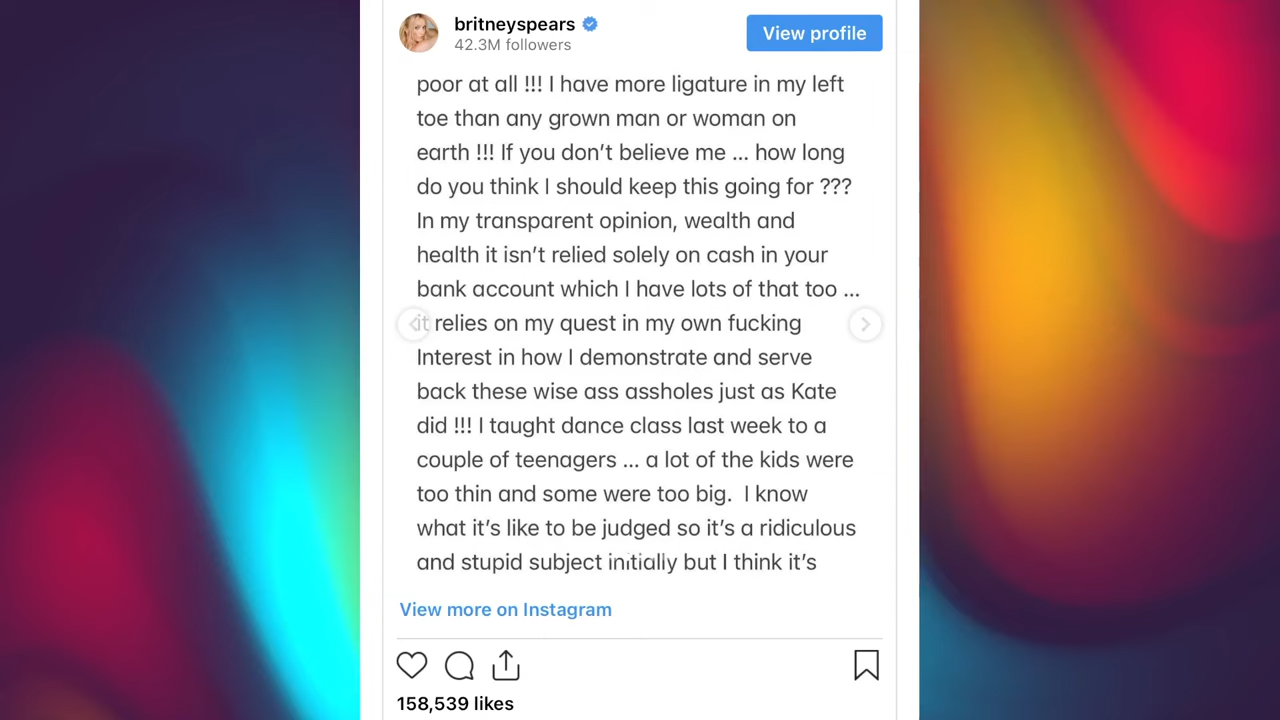 britneyspears
42.3M followers
View profile
poor at all !!! I have more ligature in my left
toe than any grown man or woman on
earth !!! If you don't believe me ... how long
do you think I should keep this going for ???
In my transparent opinion, wealth and
health it isn't relied solely on cash in your
bank account which I have lots of that too ...
it relies on my quest in my own fucking
Interest in how I demonstrate and serve
back these wise ass assholes just as Kate
did !!! I taught dance class last week to a
couple of teenagers ... a lot of the kids were
too thin and some were too big.  I know
what it's like to be judged so it's a ridiculous
and stupid subject initially but I think it's
View more on Instagram
158,539 likes